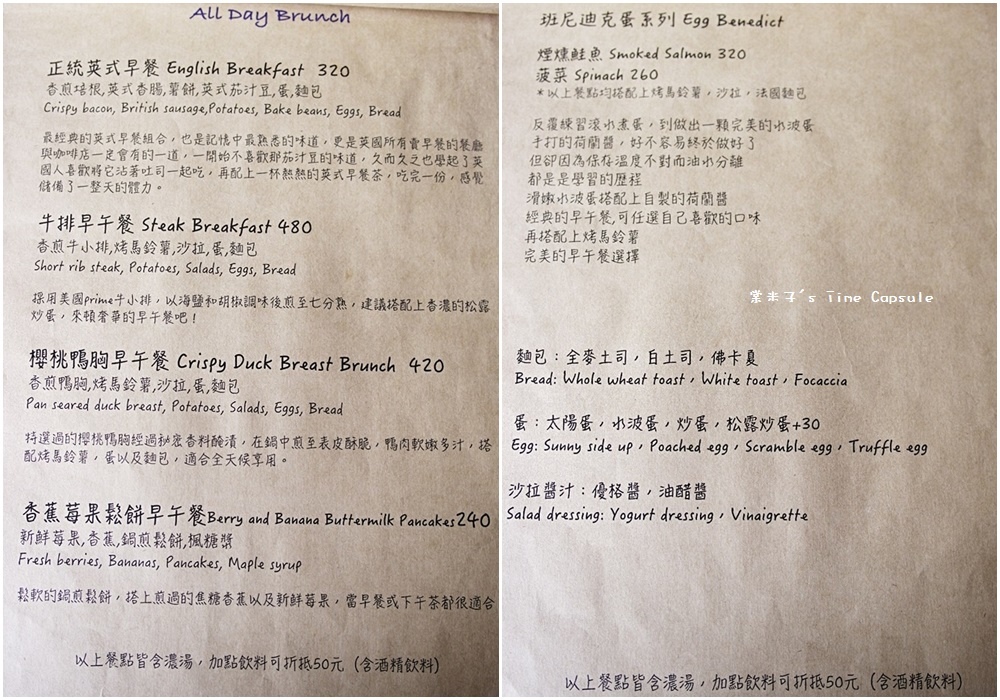 All Day Brunch
正統英式早餐 English Breakfast 320
香煎培根,英式香腸,薯餅,英式茄汁豆,蛋,麵包
Crispy bacon, British sausage,Potatoes, Bake beans, Eggs, Bread
最經典的英式早餐組合，也是記憶中最熟悉的味道，更是英國所有賣早餐的餐廳
與咖啡店一定會有的一道，一開始不喜歡那茄汁豆的味道，久而久之也學起了英
國人喜歡將它沾著吐司一起吃，再配上一杯熱熱的英式早餐茶，吃完一份，感覺
儲備了一整天的體力。
牛排早午餐 Steak Breakfast 480
香煎牛小排,烤馬鈴薯,沙拉,蛋,麵包
Short rib steak, Potatoes, Salads, Eggs, Bread
採用美國prime牛小排，以海鹽和胡椒調味後煎至七分熟，建議搭配上香濃的松露
炒蛋，來頓奢華的早午餐吧！
櫻桃鴨胸早午餐 Crispy Duck Breast Brunch 420
香煎鴨胸,烤馬鈴薯,沙拉,蛋,麵包
Pan seared duck breast, Potatoes, Salads, Eggs, Bread
特選過的櫻桃鴨胸經過秘密香料醃漬，在鍋中煎至表皮酥脆，鴨肉軟嫩多汁，搭
配烤馬鈴薯，蛋以及麵包，適合全天候享用。
香蕉莓果鬆餅早午餐Berry and Banana Buttermilk Pancakes240
新鮮莓果,香蕉,鍋煎鬆餅,楓糖漿
Fresh berries, Bananas, Pancakes, Maple syrup
鬆軟的鍋煎鬆餅，搭上煎過的焦糖香蕉以及新鮮莓果，當早餐或下午茶都很適合
以上餐點皆含濃湯，加點飲料可折抵50元（含酒精飲料）
班尼迪克蛋系列 Egg Benedict
煙燻鮭魚 Smoked Salmon 320
菠菜 Spinach 260
*以上餐點均搭配上烤馬鈴薯，沙拉，法國麵包
反覆練習滾水煮蛋，到做出一顆完美的水波蛋
手打的荷蘭醬，好不容易終於做好了
但卻因為保存溫度不對而油水分離
都是是學習的歷程
滑嫩水波蛋搭配上自製的荷蘭醬
經典的早午餐,可任選自己喜歡的口味
再搭配上烤馬鈴薯
完美的早午餐選擇
棠米子's Time Capsule
麵包：全麥土司，白土司，佛卡夏
Bread: Whole wheat toast，White toast，Focaccia
蛋：太陽蛋，水波蛋，炒蛋，松露炒蛋+30
Egg: Sunny side up，Poached egg，Scramble egg，Truffle egg
沙拉醬汁：優格醬，油醋醬
Salad dressing: Yogurt dressing，Vinaigrette
以上餐點皆含濃湯，加點飲料可折抵50元（含酒精飲料）